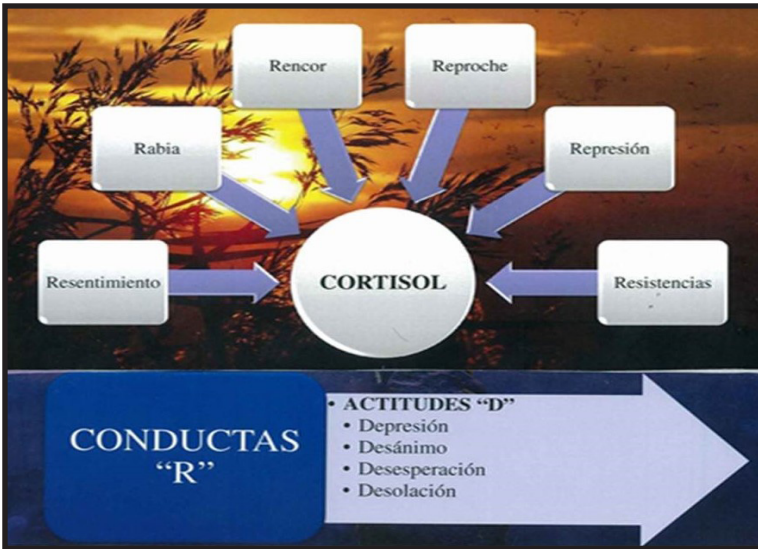 Rencor
Reproche
Rabia
Represión
Resentimiento
CORTISOL
Resistencias
CONDUCTAS
“R”
• ACTITUDES “D”
• Depresión
• Desánimo
• Desesperación
• Desolación